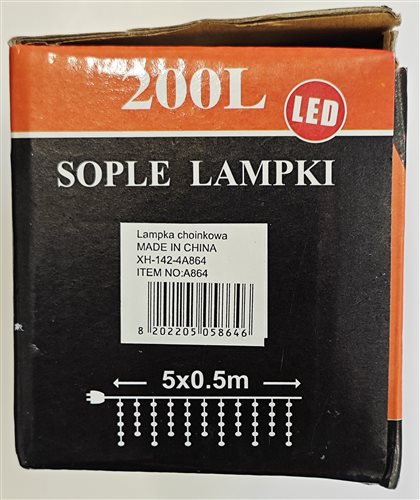 200L
LED
SOPLE LAMPKI
Lampka choinkowa
MADE IN CHINA
XH-142-4A864
ITEM NO:A864
8 202205 058646
5x0.5m